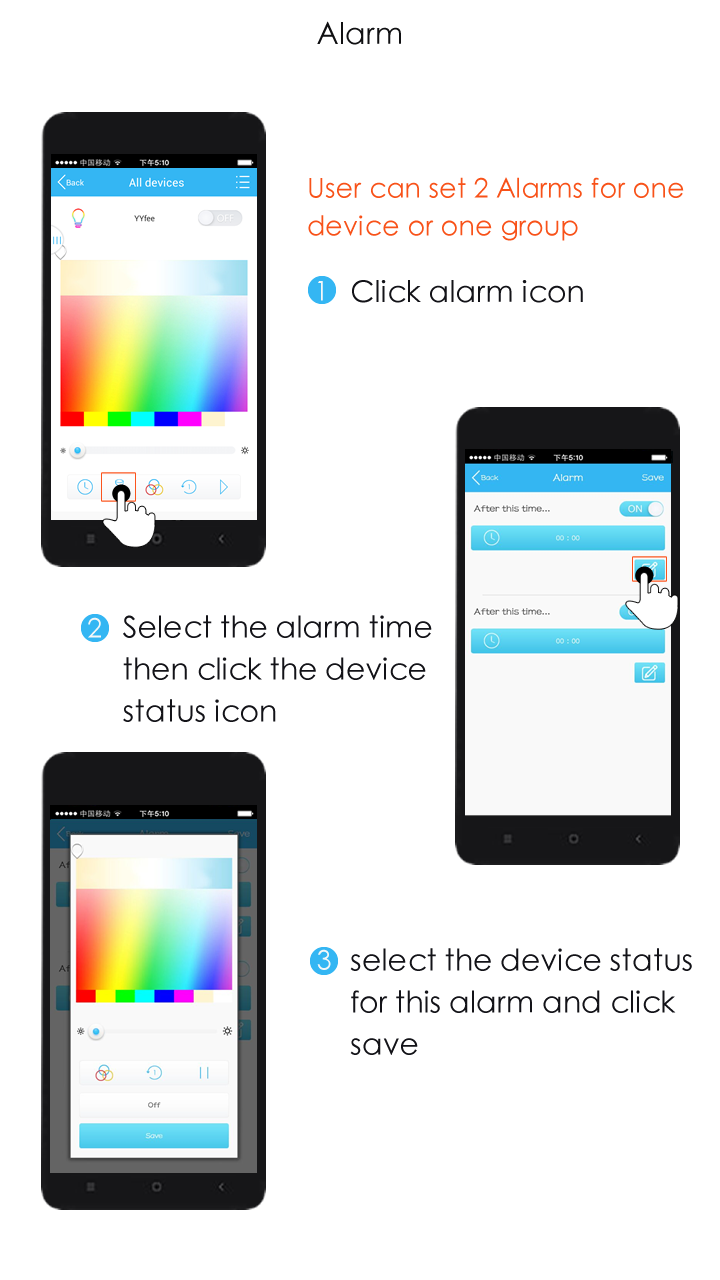 Alarm
●●●●● 中国移动 下午5:10
Back All devices
YYfee OFF
1
User can set 2 Alarms for one
device or one group
1 Click alarm icon
●●●●● 中国移动 下午5:10
Back Alarm Save
After this time... ON
00 : 00
After this time...
00 : 00
2 Select the alarm time
then click the device
status icon
●●●●● 中国移动 下午5:10
1
Off
Save
3 select the device status
for this alarm and click
save